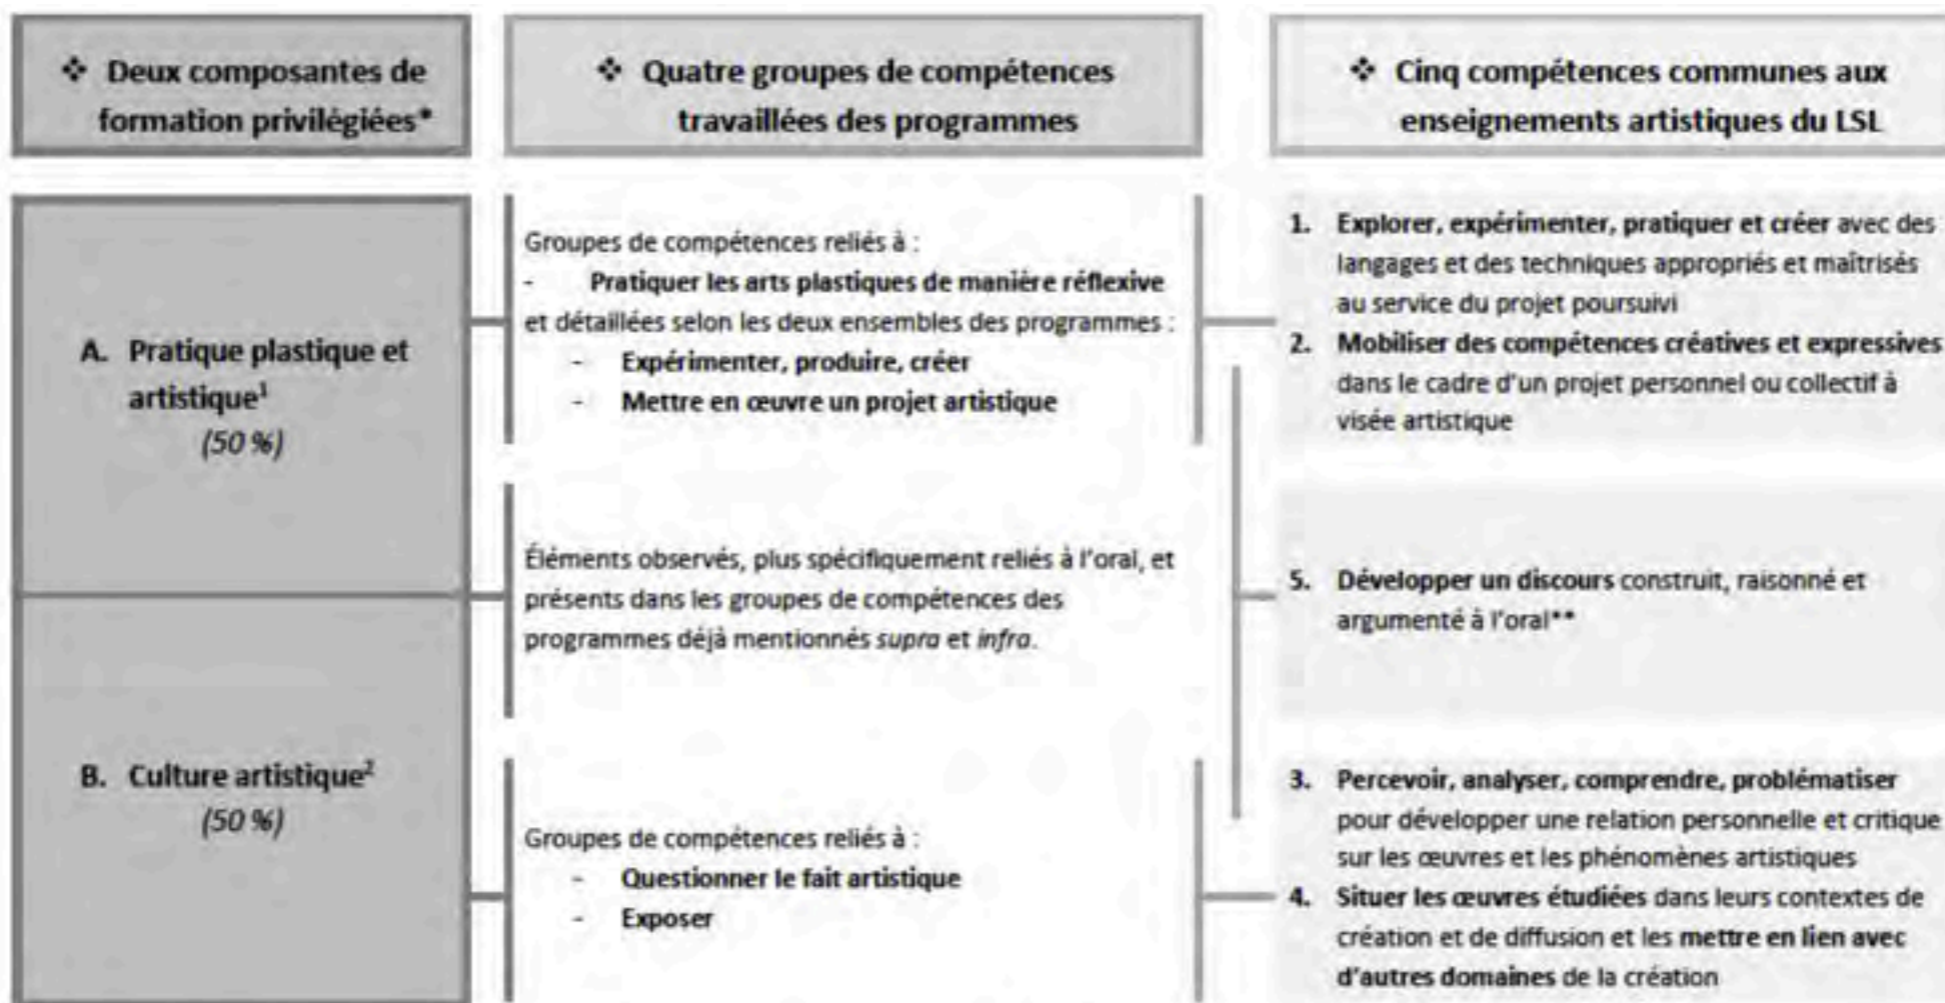 ❖ Deux composantes de
formation privilégiées*
❖ Quatre groupes de compétences
travaillées des programmes
❖ Cinq compétences communes aux
enseignements artistiques du LSL
A. Pratique plastique et
artistique¹
(50 %)
B. Culture artistique²
(50 %)
Groupes de compétences reliés à :
- Pratiquer les arts plastiques de manière réflexive
et détaillées selon les deux ensembles des programmes :
- Expérimenter, produire, créer
- Mettre en œuvre un projet artistique
Éléments observés, plus spécifiquement reliés à l'oral, et
présents dans les groupes de compétences des
programmes déjà mentionnés supra et infra.
Groupes de compétences reliés à :
- Questionner le fait artistique
- Exposer
1. Explorer, expérimenter, pratiquer et créer avec des
langages et des techniques appropriés et maîtrisés
au service du projet poursuivi
2. Mobiliser des compétences créatives et expressives
dans le cadre d'un projet personnel ou collectif à
visée artistique
5. Développer un discours construit, raisonné et
argumenté à l'oral**
3. Percevoir, analyser, comprendre, problématiser
pour développer une relation personnelle et critique
sur les œuvres et les phénomènes artistiques
4. Situer les œuvres étudiées dans leurs contextes de
création et de diffusion et les mettre en lien avec
d'autres domaines de la création